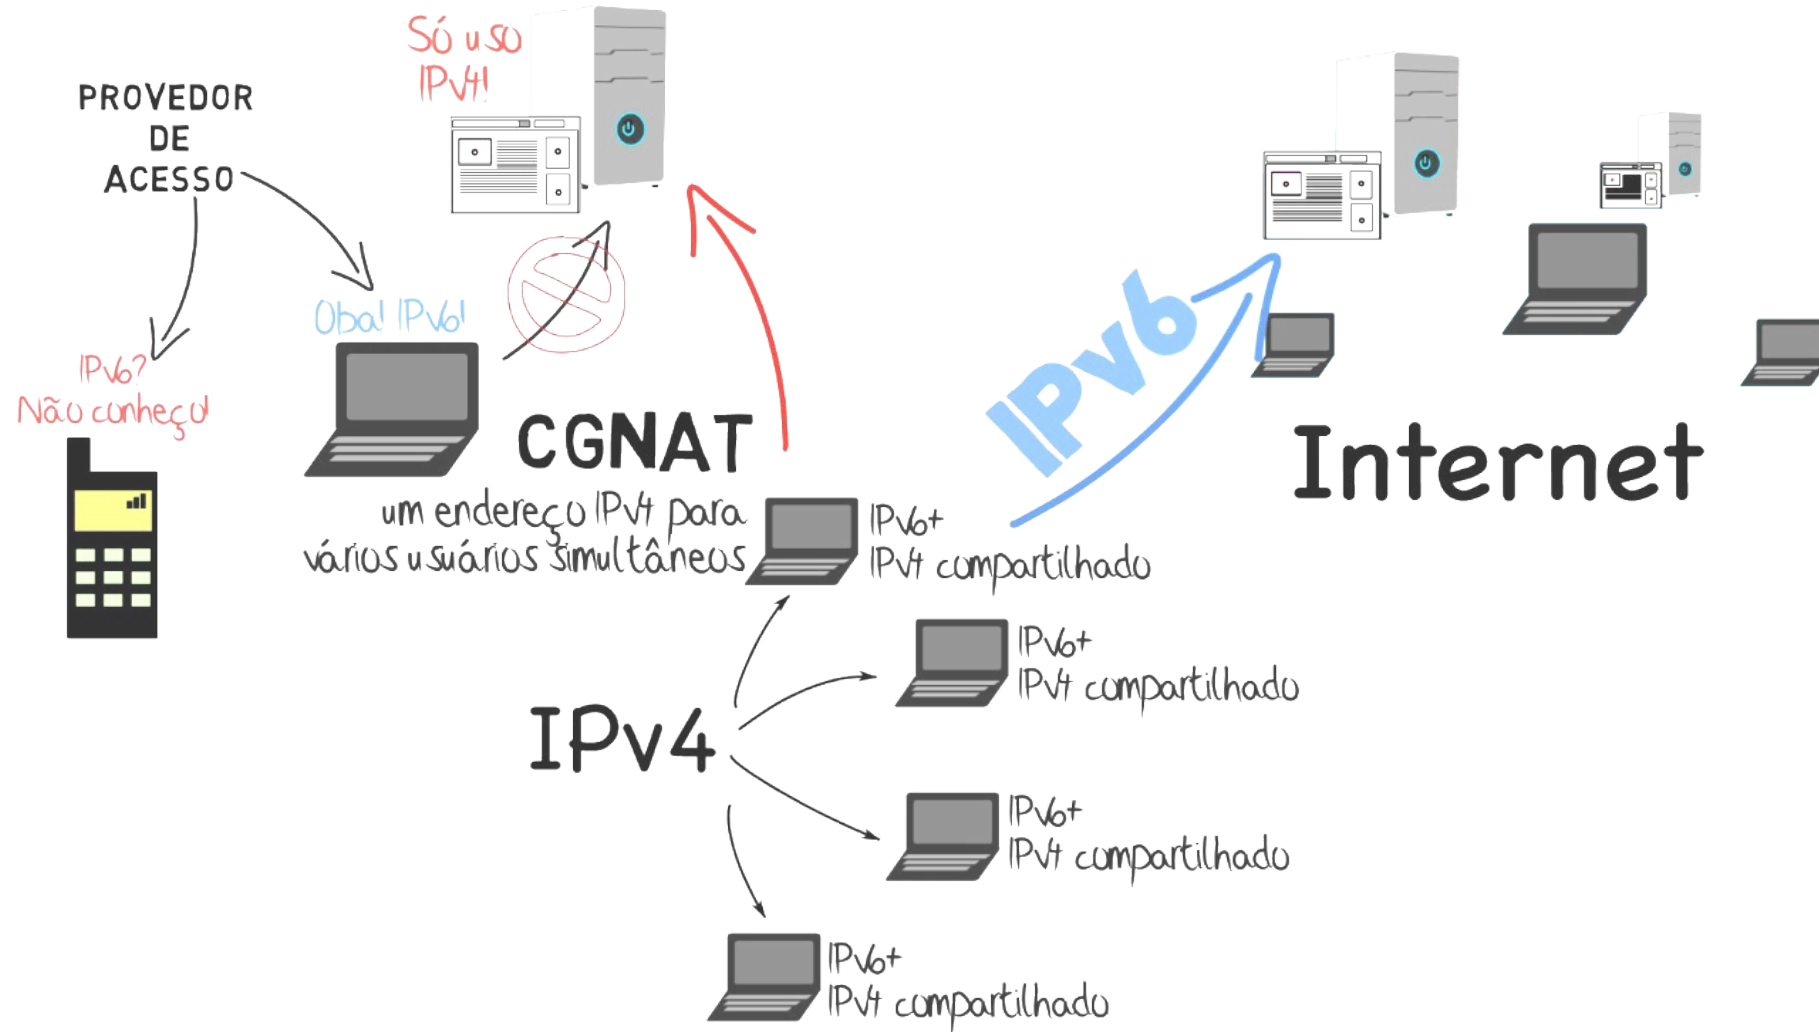 Só uso
IPv4!
PROVEDOR
DE
ACESSO
Oba! IPv6!
IPv6?
Não conheço!
CGNAT
um endereço IPv4 para
vários usuários simultâneos
IPv6
Internet
IPv6+
IPv4 compartilhado
IPv6+
IPv4 compartilhado
IPv4
IPv6+
IPv4 compartilhado
IPv6+
IPv4 compartilhado